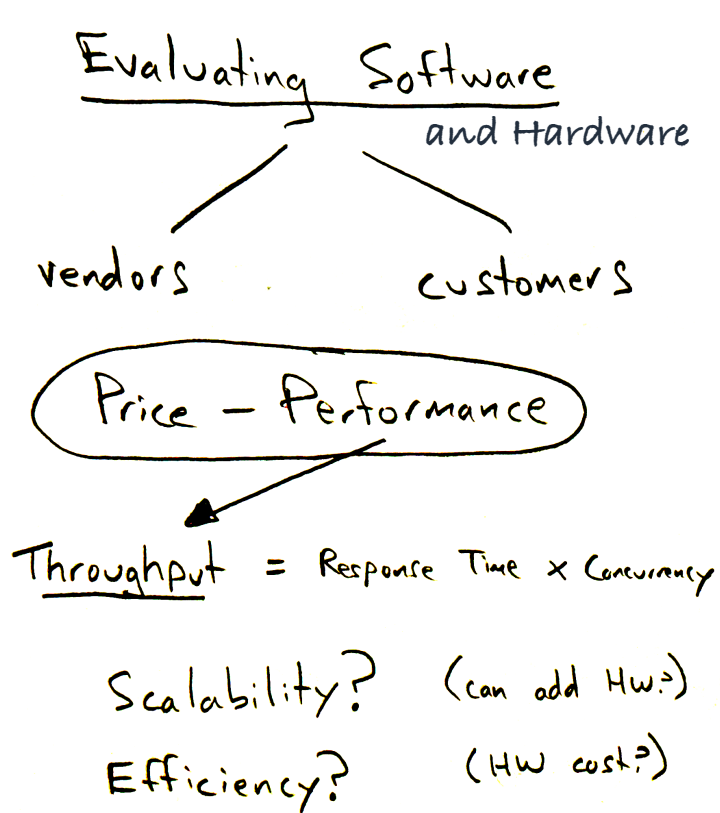 Evaluating Software
and Hardware
vendors customers
Price - Performance
Throughput = Response Time x Concurrency
Scalability? (can add HW?)
Efficiency? (HW cost?)